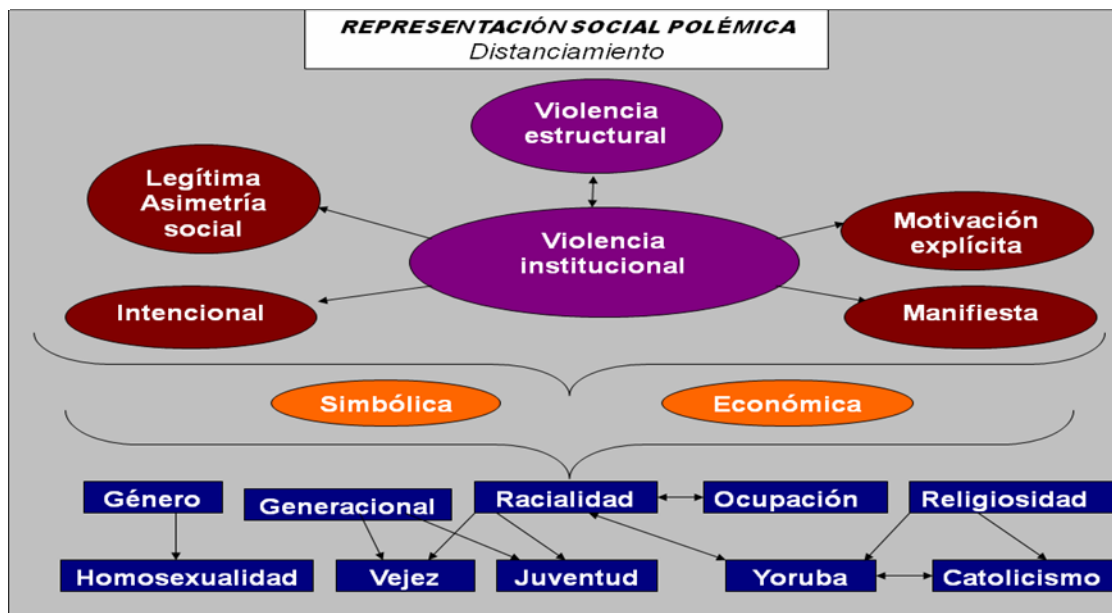 REPRESENTACIÓN SOCIAL POLÉMICA
Distanciamiento
Violencia
estructural
Legítima
Asimetría
social
Violencia
institucional
Motivación
explícita
Intencional
Manifiesta
Simbólica
Económica
Género
Generacional
Racialidad
Ocupación
Religiosidad
Homosexualidad
Vejez
Juventud
Yoruba
Catolicismo